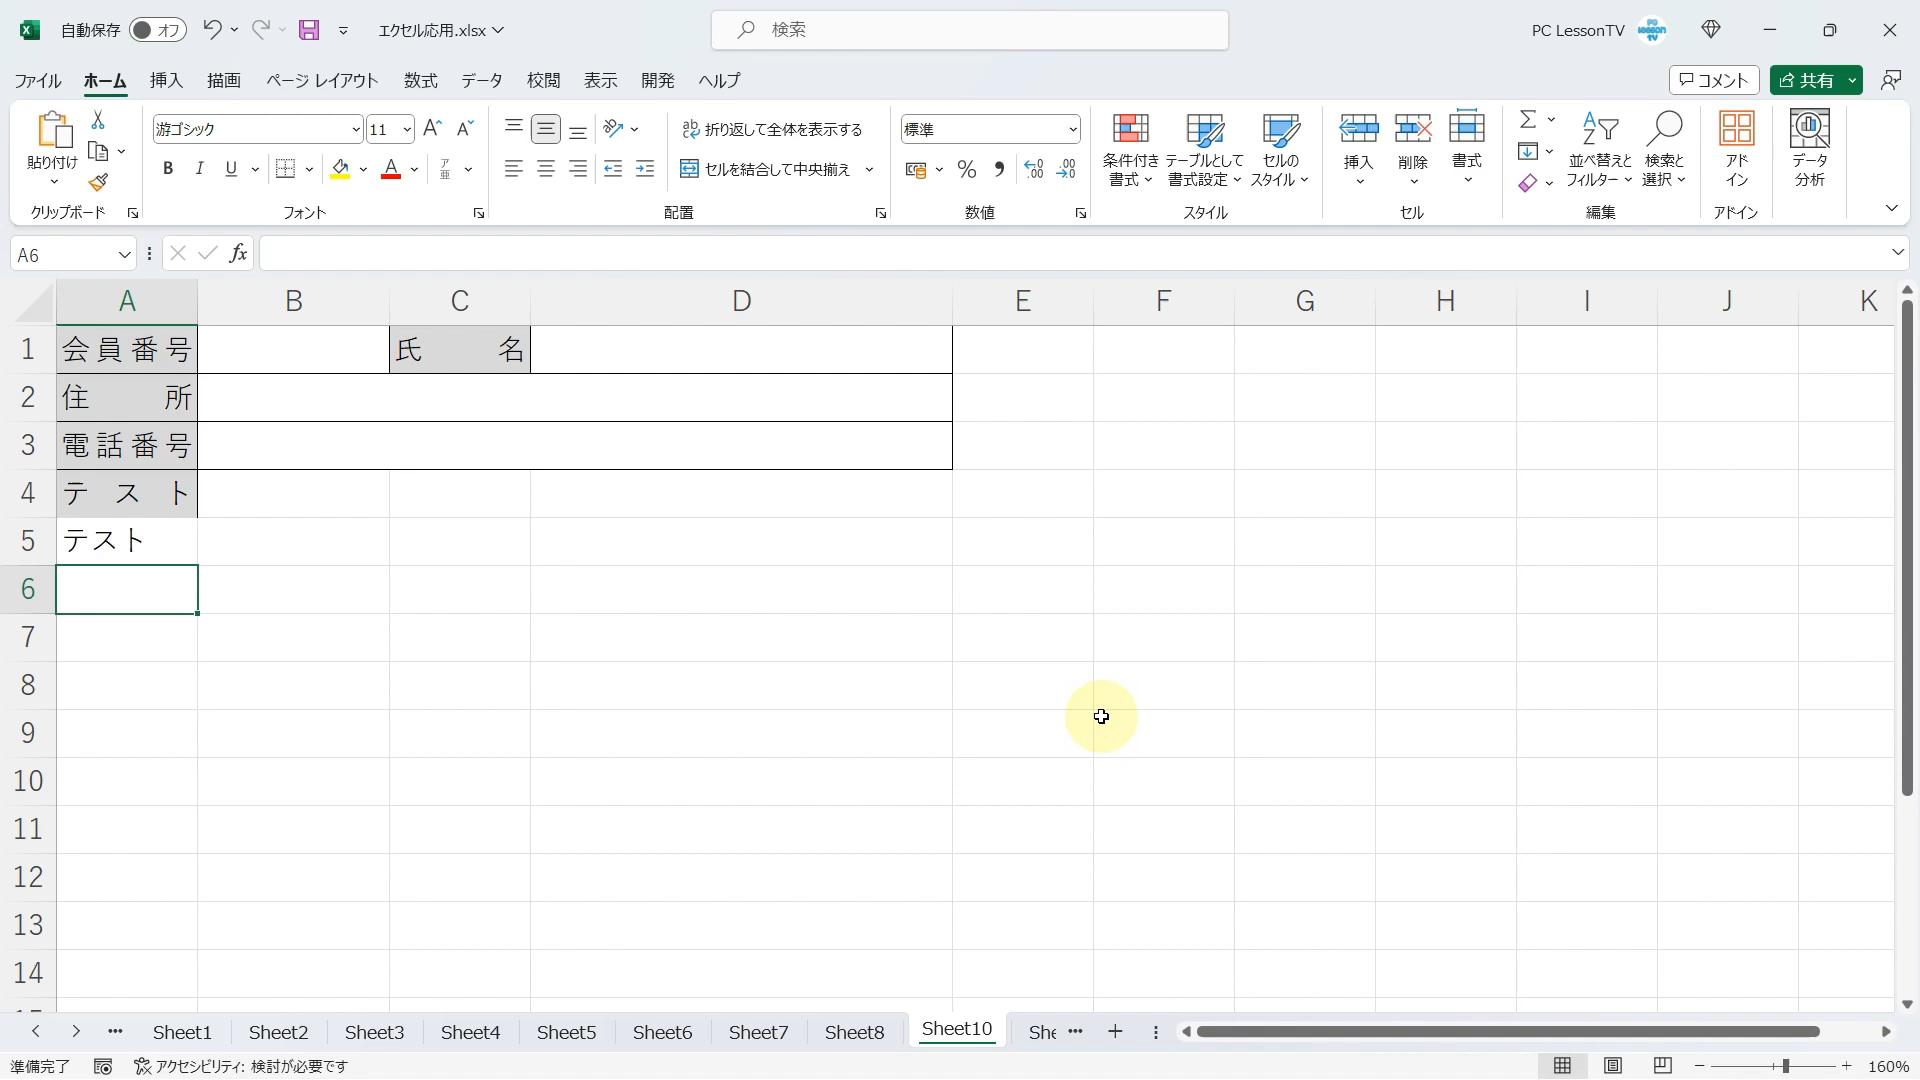 自動保存 オフ エクセル応用.xlsx 検索 PC LessonTV
ファイル ホーム 挿入 描画 ページ レイアウト 数式 データ 校閲 表示 開発 ヘルプ コメント 共有
貼り付け
クリップボード
游ゴシック 11
B I U A ア亜
フォント
折り返して全体を表示する
セルを結合して中央揃え
配置
標準
% 9 .00
数値
条件付き書式 テーブルとして書式設定 セルのスタイル
スタイル
挿入 削除 書式
セル
並べ替えとフィルター 検索と選択
編集
アドイン
アドイン
データ分析
A6 fx
A B C D E F G H I J K
1 会員番号 氏名
2 住所
3 電話番号
4 テスト
5 テスト
6
7
8
9
10
11
12
13
14
Sheet1 Sheet2 Sheet3 Sheet4 Sheet5 Sheet6 Sheet7 Sheet8 Sheet10 She
準備完了 アクセシビリティ: 検討が必要です 160%